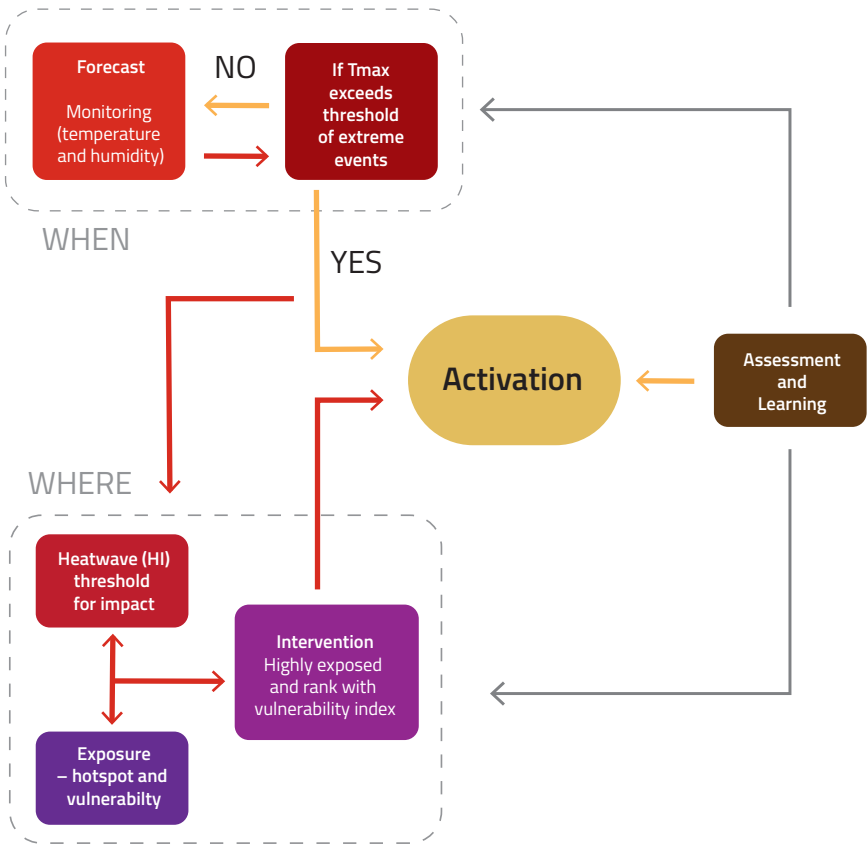 Forecast
Monitoring
(temperature
and humidity)
NO
If Tmax
exceeds
threshold
of extreme
events
WHEN
YES
Activation
Assessment
and
Learning
WHERE
Heatwave (HI)
threshold
for impact
Intervention
Highly exposed
and rank with
vulnerability index
Exposure
– hotspot and
vulnerabilty